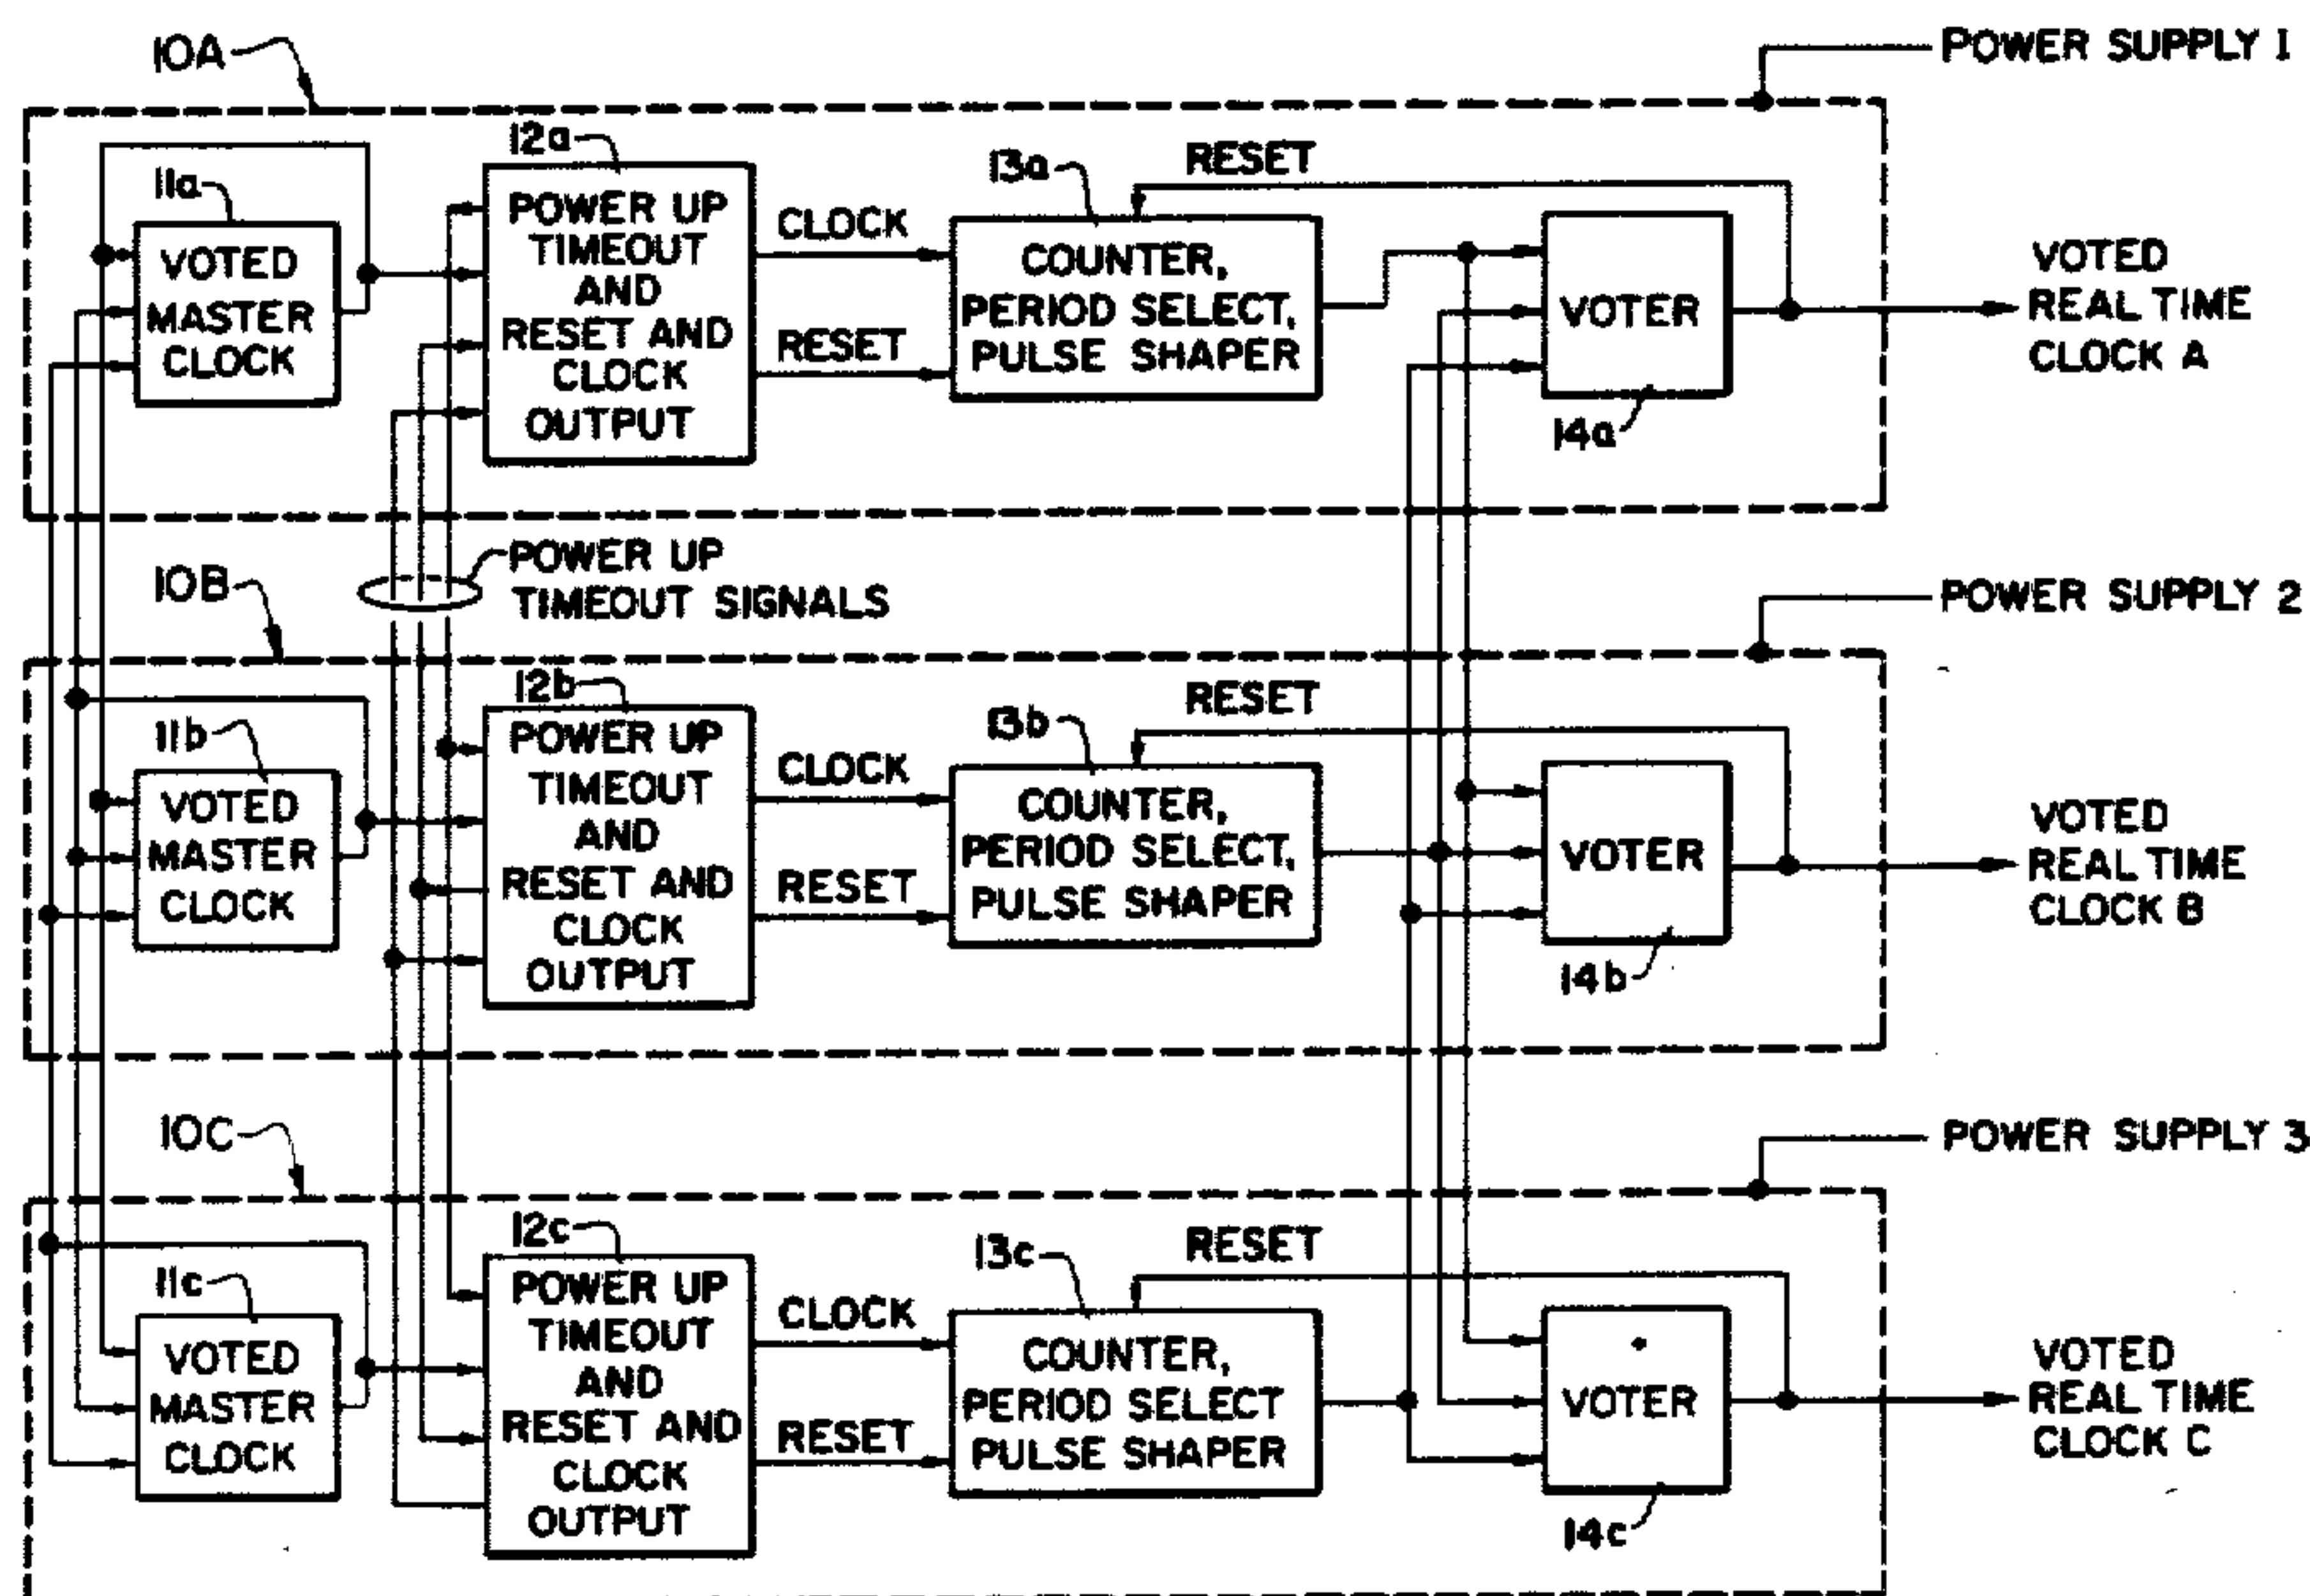 10A
POWER SUPPLY 1
12a
11a
13a
RESET
VOTED
MASTER
CLOCK
POWER UP
TIMEOUT
AND
RESET AND
CLOCK
OUTPUT
CLOCK
RESET
COUNTER,
PERIOD SELECT,
PULSE SHAPER
VOTER
14a
VOTED
REAL TIME
CLOCK A
POWER UP
TIMEOUT SIGNALS
10B
POWER SUPPLY 2
12b
11b
13b
RESET
VOTED
MASTER
CLOCK
POWER UP
TIMEOUT
AND
RESET AND
CLOCK
OUTPUT
CLOCK
RESET
COUNTER,
PERIOD SELECT,
PULSE SHAPER
VOTER
14b
VOTED
REAL TIME
CLOCK B
10C
POWER SUPPLY 3
12c
11c
13c
RESET
VOTED
MASTER
CLOCK
POWER UP
TIMEOUT
AND
RESET AND
CLOCK
OUTPUT
CLOCK
RESET
COUNTER,
PERIOD SELECT
PULSE SHAPER
VOTER
14c
VOTED
REAL TIME
CLOCK C